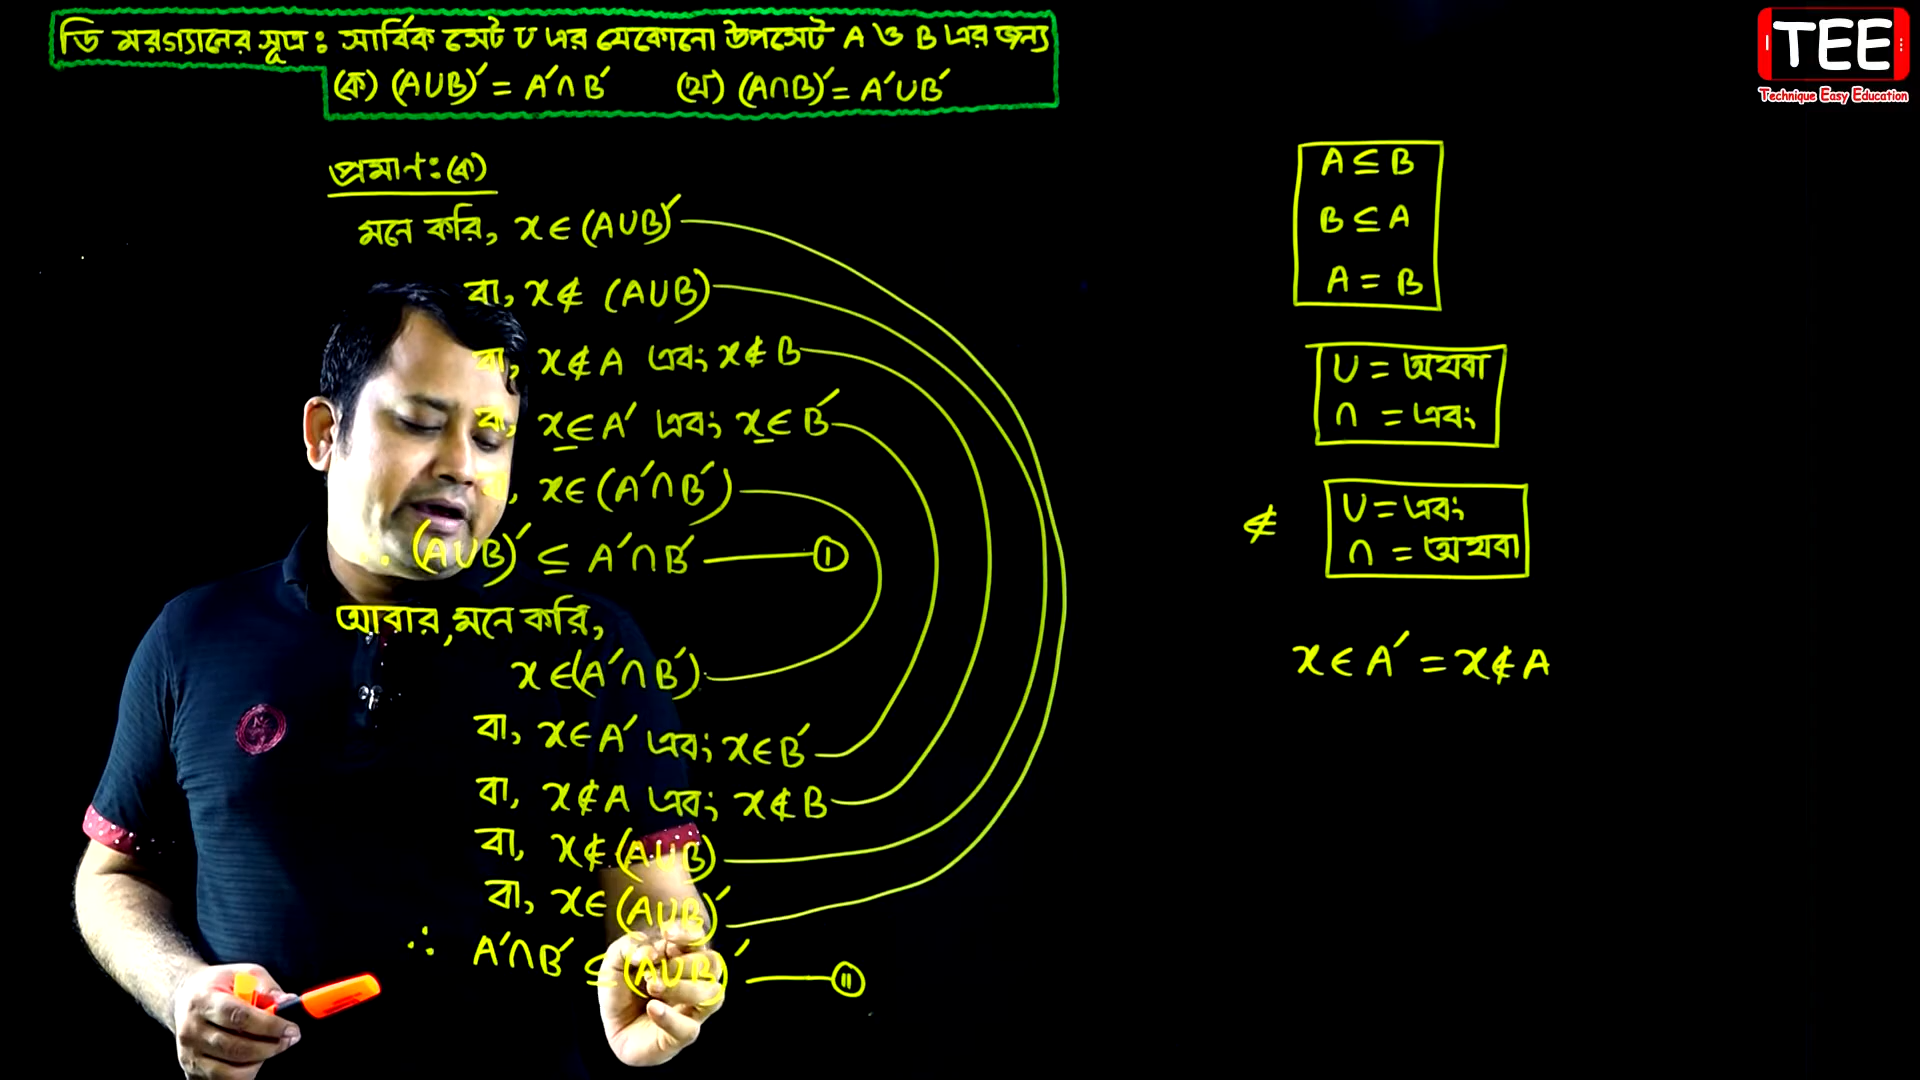 ডি মরগ্যানের সূত্র: সার্বিক সেট U এর যেকোনো উপসেট A ও B এর জন্য
(ক) (A∪B)′ = A′∩B′ (খ) (A∩B)′ = A′∪B′
TEE
Technique Easy Education
প্রমাণ: (ক)
মনে করি, x∈(A∪B)′
বা, x∉ (A∪B)
বা, x∉A এবং x∉B
বা, x∈A′ এবং x∈B′
বা, x∈(A′∩B′)
∴ (A∪B)′ ⊆ A′∩B′ — (i)
আবার, মনে করি,
x∈(A′∩B′)
বা, x∈A′ এবং x∈B′
বা, x∉A এবং x∉B
বা, x∉(A∪B)
বা, x∈(A∪B)′
∴ A′∩B′ ⊆ (A∪B)′ — (ii)
A ⊆ B
B ⊆ A
A = B
∪ = অথবা
∩ = এবং
∉
∪ = এবং
∩ = অথবা
x∈A′ = x∉A